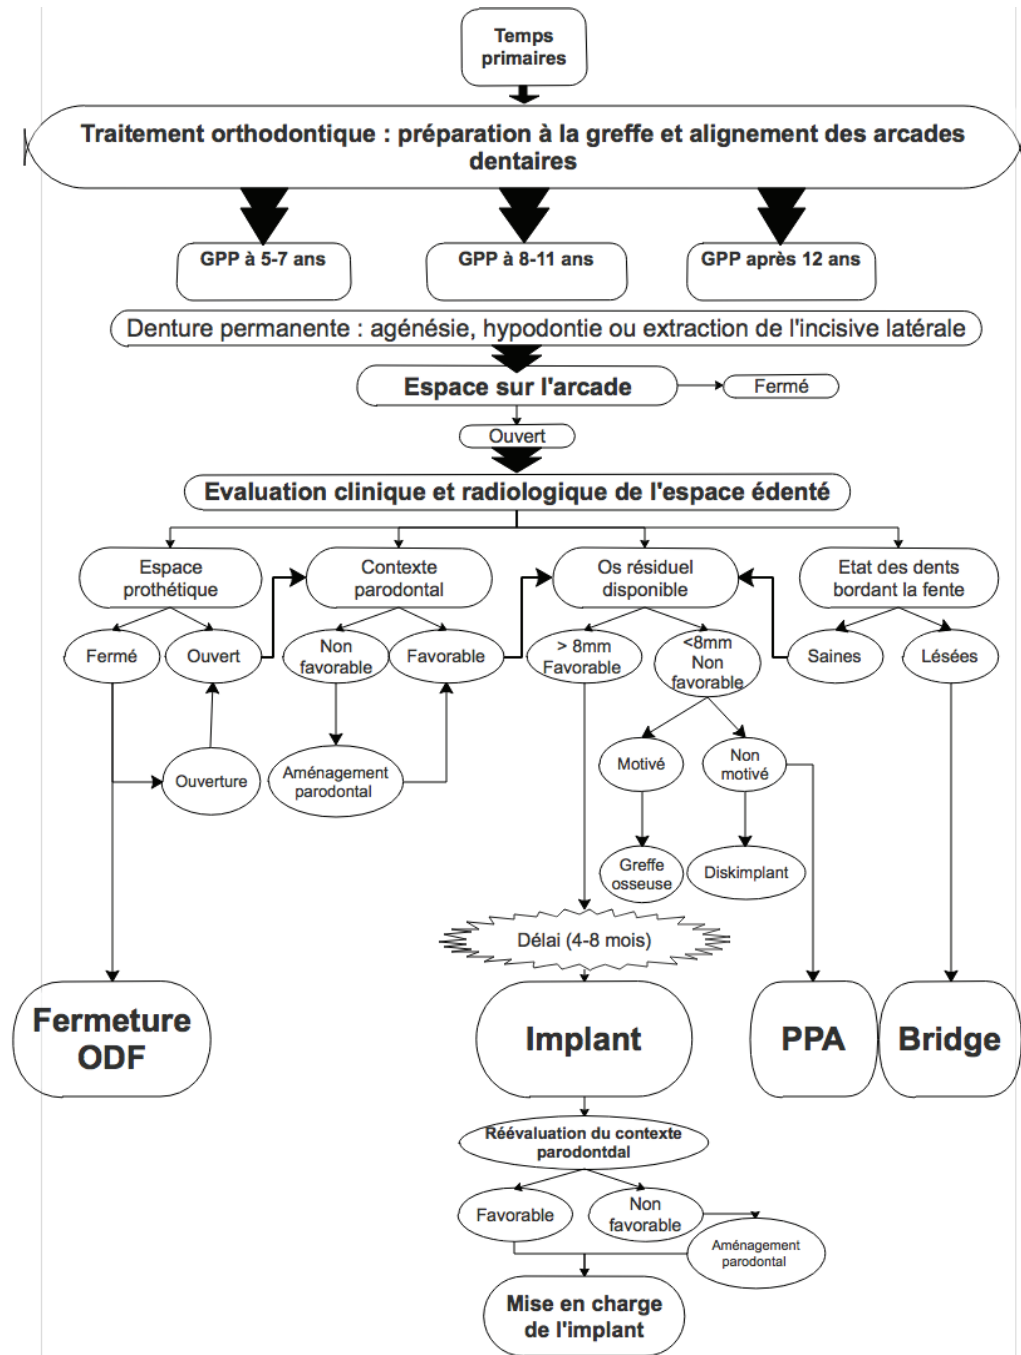 Temps
primaires
Traitement orthodontique : préparation à la greffe et alignement des arcades
dentaires
GPP à 5-7 ans
GPP à 8-11 ans
GPP après 12 ans
Denture permanente : agénésie, hypodontie ou extraction de l'incisive latérale
Espace sur l'arcade
Fermé
Ouvert
Evaluation clinique et radiologique de l'espace édenté
Espace
prothétique
Contexte
parodontal
Os résiduel
disponible
Etat des dents
bordant la fente
Fermé
Ouvert
Non
favorable
Favorable
> 8mm
Favorable
<8mm
Non
favorable
Saines
Lésées
Ouverture
Aménagement
parodontal
Motivé
Non
motivé
Greffe
osseuse
Diskimplant
Délai (4-8 mois)
Fermeture
ODF
Implant
PPA
Bridge
Réévaluation du contexte
parodontdal
Favorable
Non
favorable
Aménagement
parodontal
Mise en charge
de l'implant